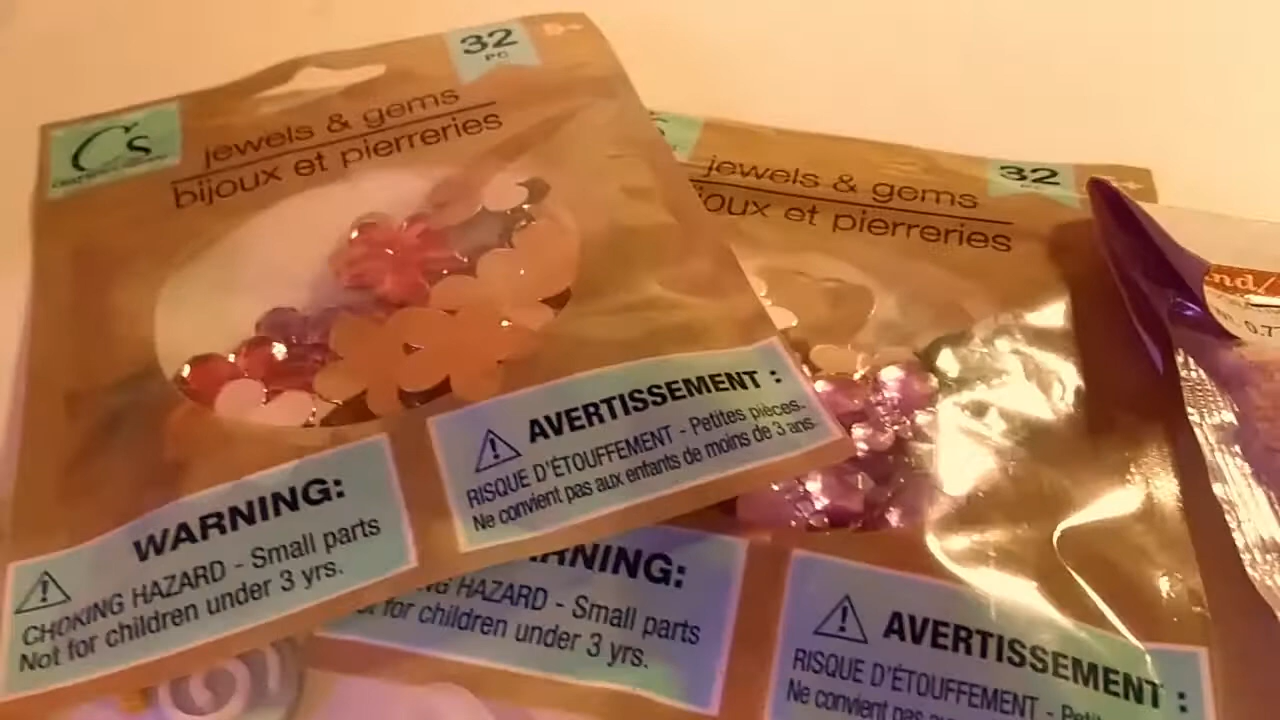 32
PC
Cs
jewels & gems
bijoux et pierreries
WARNING:
CHOKING HAZARD - Small parts
Not for children under 3 yrs.
AVERTISSEMENT :
RISQUE D'ÉTOUFFEMENT - Petites pièces-
Ne convient pas aux enfants de moins de 3 ans-
32
jewels & gems
et pierreries
HAZARD - Small parts
for children under 3 yrs.
AVERTISSEMENT :
RISQUE D'ÉTOUFFEMENT -
Ne convient pas aux